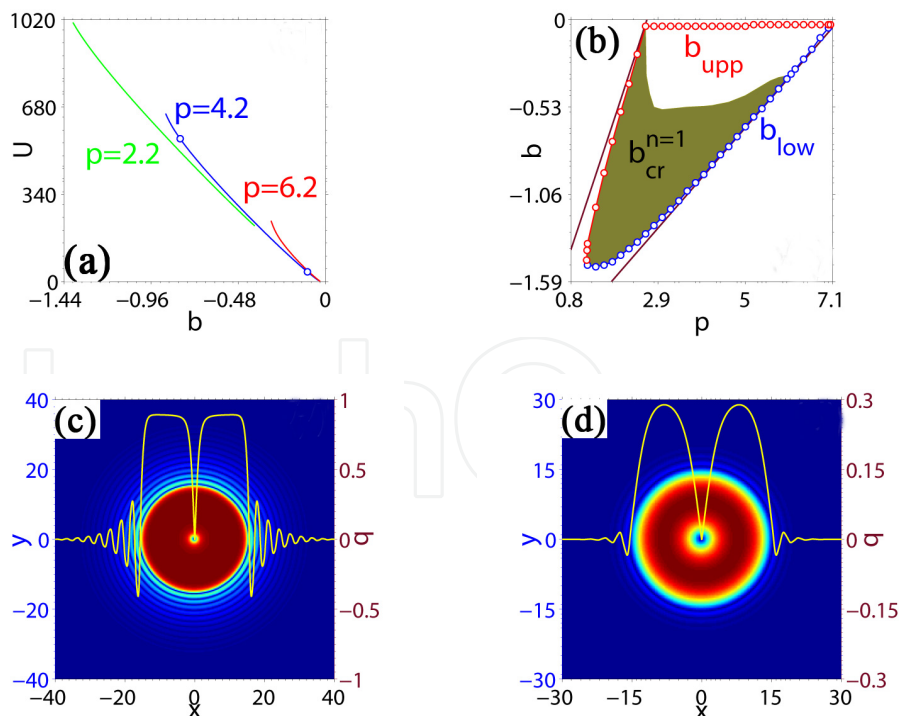 1020
680
340
0
U
p=4.2
p=2.2
p=6.2
(a)
−1.44
−0.96
−0.48
0
b
0
−0.53
−1.06
−1.59
b
(b)
b_upp
b_cr^n=1
b_low
0.8
2.9
5
7.1
p
40
20
0
−20
−40
y
(c)
1
0.5
0
−0.5
−1
q
−40
−20
0
20
40
x
30
15
0
−15
−30
y
(d)
0.3
0.15
0
−0.15
−0.3
q
−30
−15
0
15
30
x